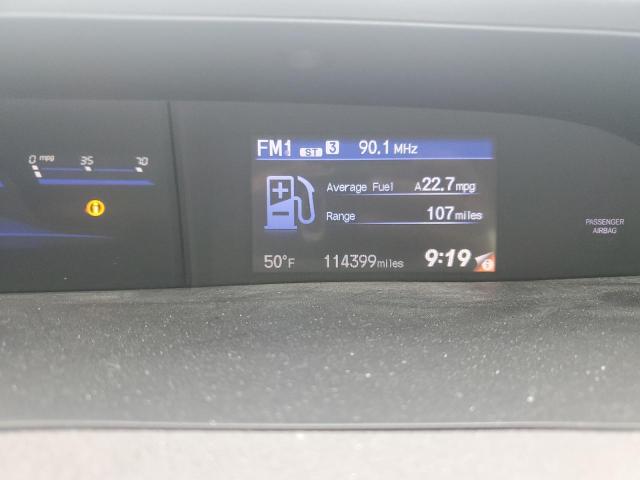 0 mpg 35 70
FM1 ST 3 90.1 MHz
Average Fuel A 22.7 mpg
Range 107 miles
50°F 114399 miles 9:19
PASSENGER
AIRBAG